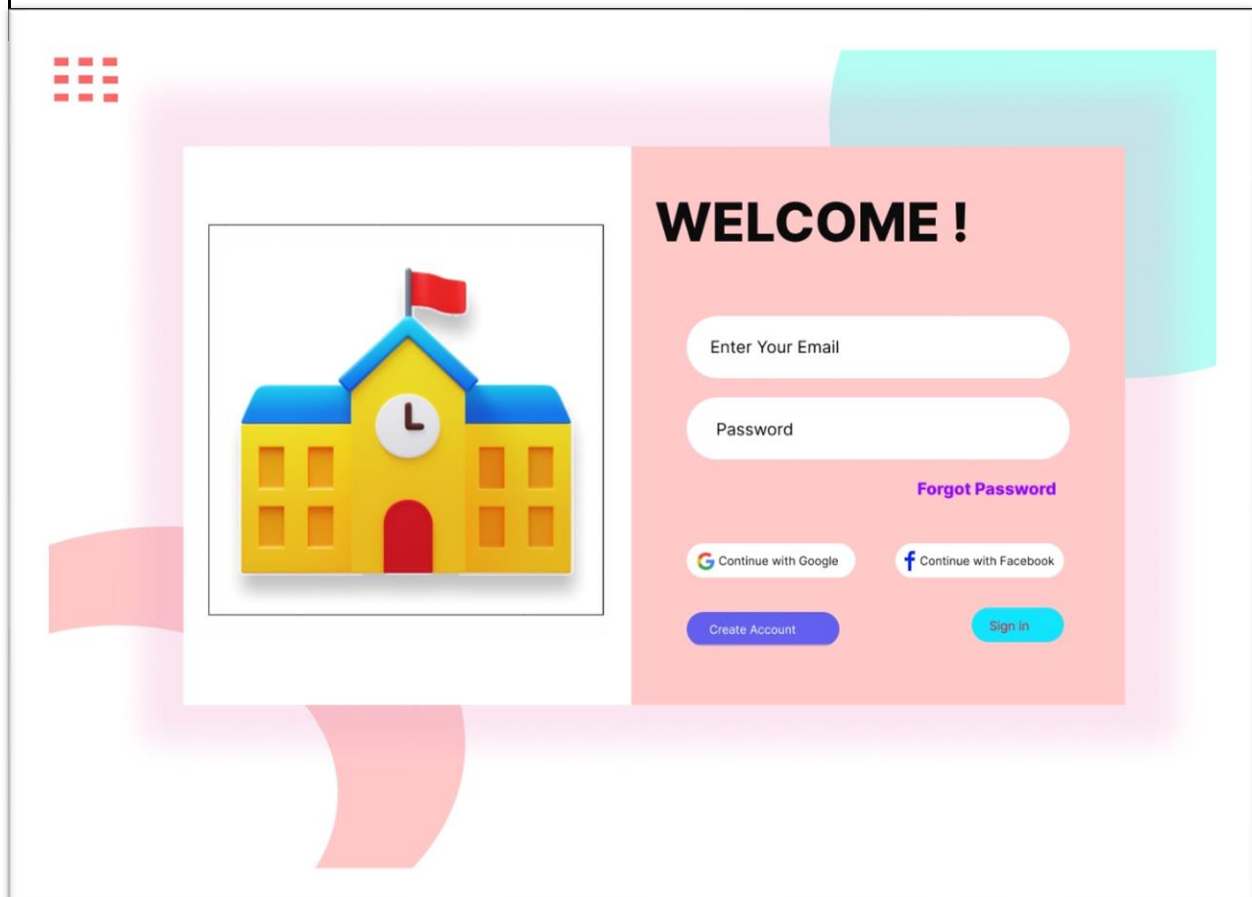 WELCOME !
Enter Your Email
Password
Forgot Password
Continue with Google
Continue with Facebook
Create Account
Sign in